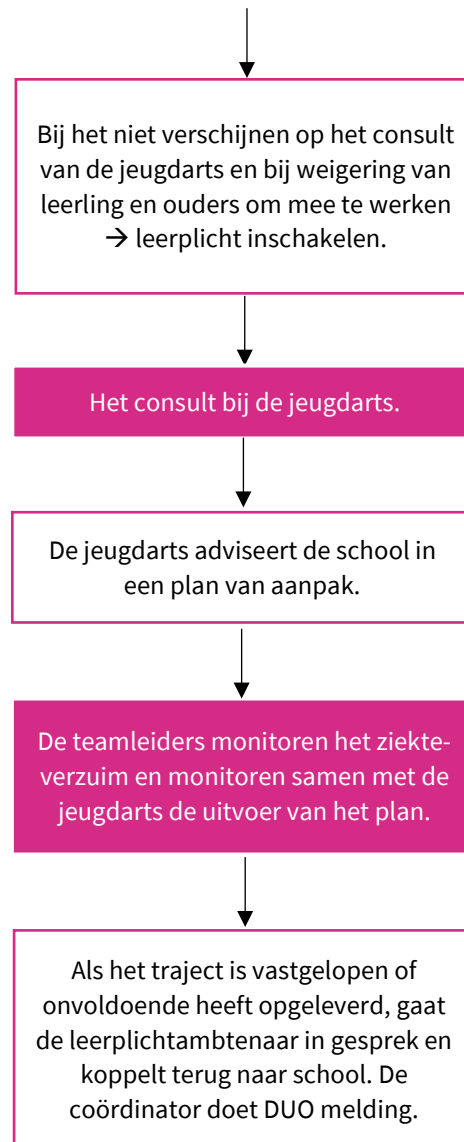 Bij het niet verschijnen op het consult
van de jeugdarts en bij weigering van
leerling en ouders om mee te werken
→ leerplicht inschakelen.
Het consult bij de jeugdarts.
De jeugdarts adviseert de school in
een plan van aanpak.
De teamleiders monitoren het ziekte-
verzuim en monitoren samen met de
jeugdarts de uitvoer van het plan.
Als het traject is vastgelopen of
onvoldoende heeft opgeleverd, gaat
de leerplichtambtenaar in gesprek en
koppelt terug naar school. De
coördinator doet DUO melding.